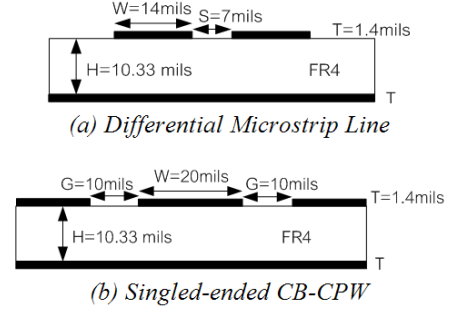 W=14mils S=7mils
T=1.4mils
H=10.33 mils FR4
T
(a) Differential Microstrip Line
W=20mils
G=10mils G=10mils
T=1.4mils
H=10.33 mils FR4
T
(b) Singled-ended CB-CPW